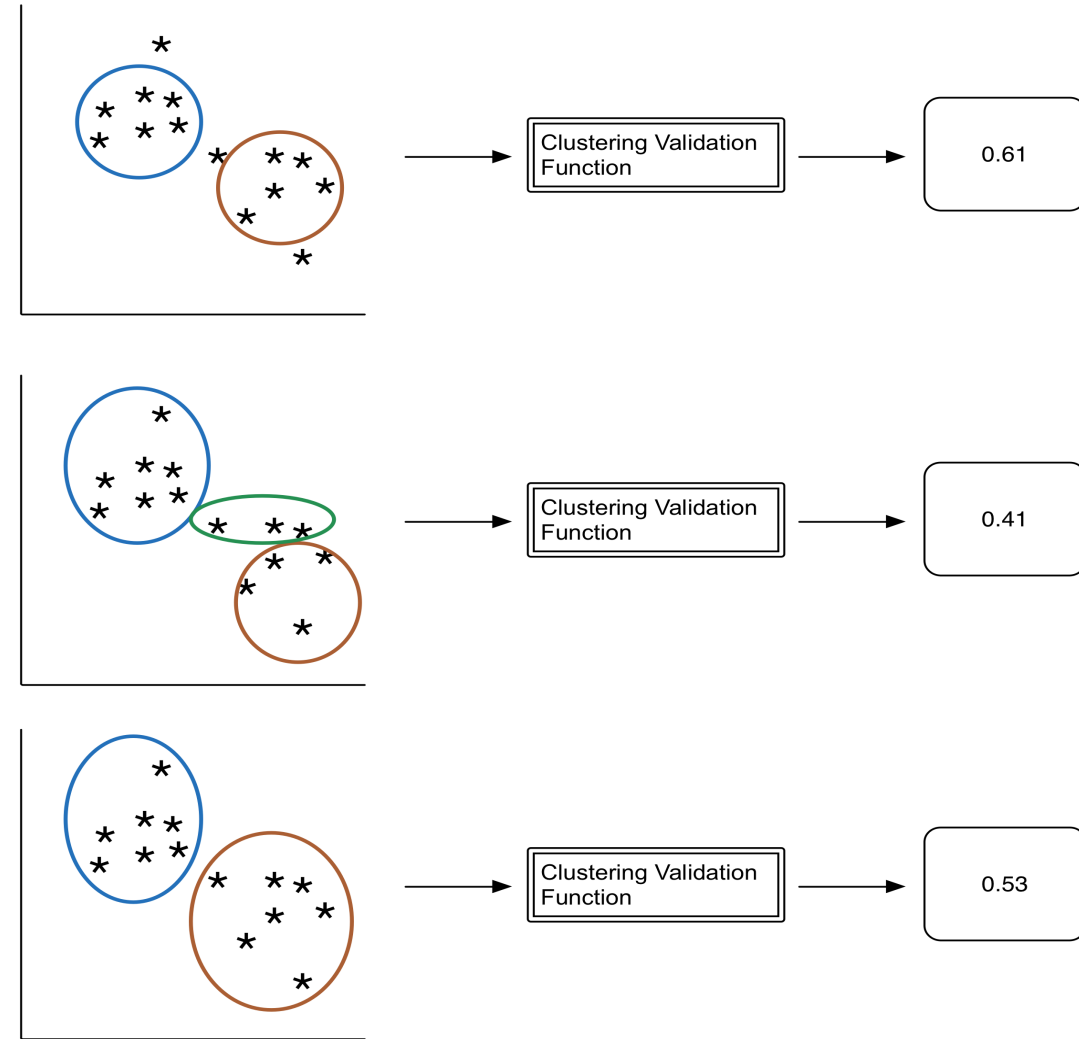 Clustering Validation
Function
0.61
Clustering Validation
Function
0.41
Clustering Validation
Function
0.53